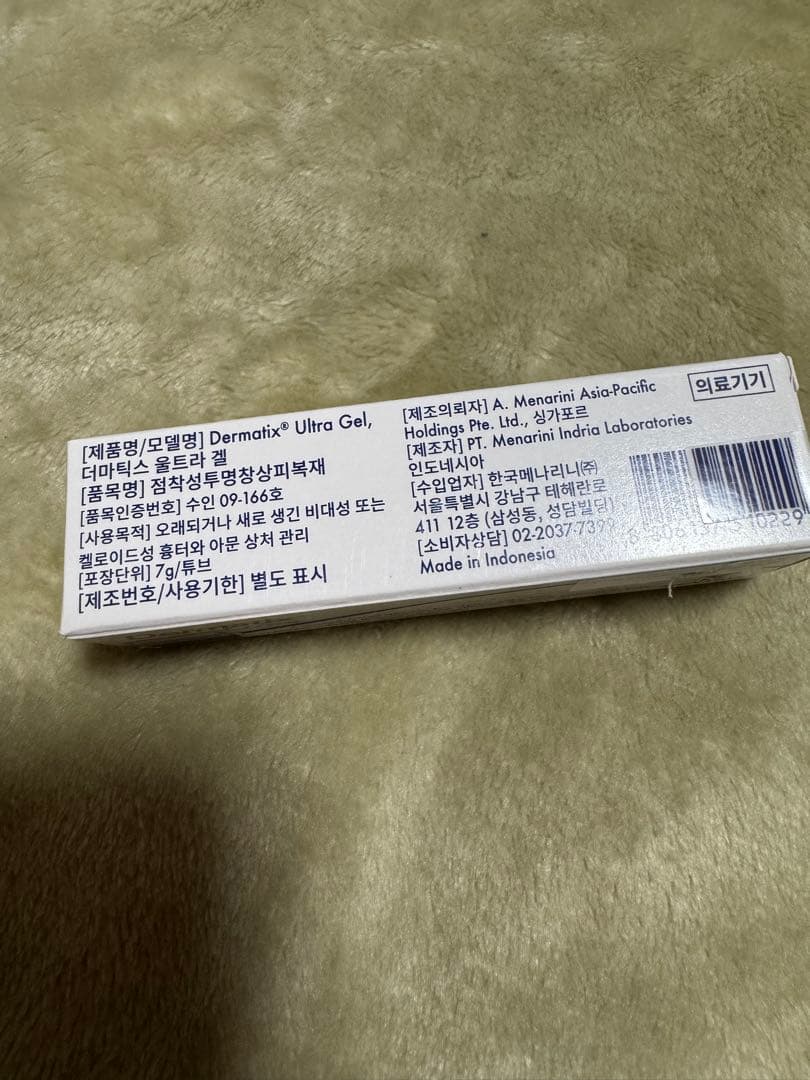 [제품명/모델명] Dermatix® Ultra Gel,
더마틱스 울트라 겔
[품목명] 점착성투명창상피복재
[품목인증번호] 수인 09-166호
[사용목적] 오래되거나 새로 생긴 비대성 또는
켈로이드성 흉터와 아문 상처 관리
[포장단위] 7g/튜브
[제조번호/사용기한] 별도 표시
[제조의뢰자] A. Menarini Asia-Pacific
Holdings Pte. Ltd., 싱가포르
[제조자] PT. Menarini Indria Laboratories
인도네시아
[수입업자] 한국메나리니㈜
서울특별시 강남구 테헤란로
411 12층 (삼성동, 성담빌딩)
[소비자상담] 02-2037-7399
Made in Indonesia
의료기기